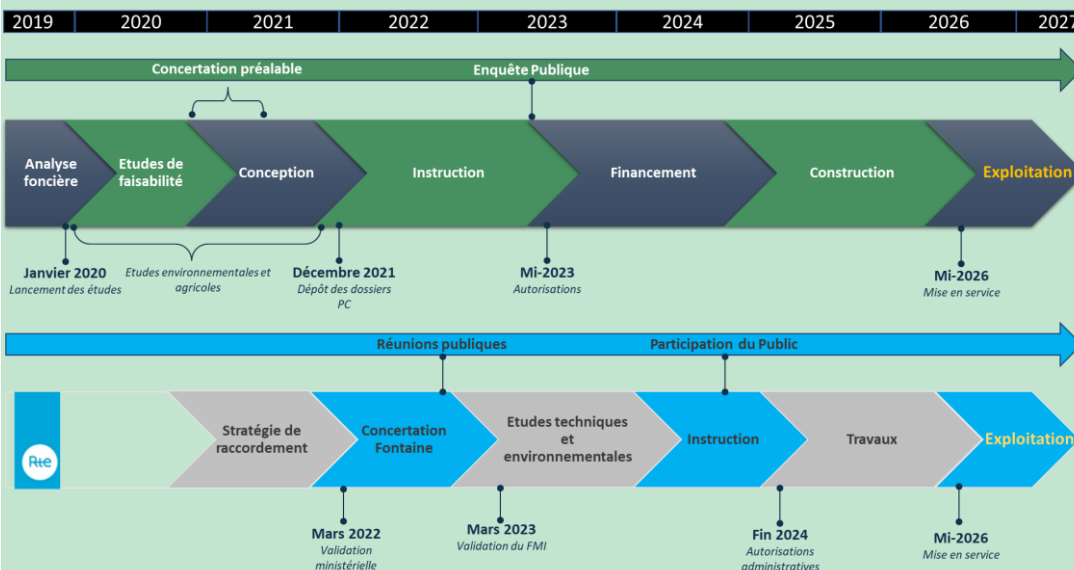 2019 2020 2021 2022 2023 2024 2025 2026 2027
Concertation préalable
Enquête Publique
Analyse
foncière
Etudes de
faisabilité
Conception
Instruction
Financement
Construction
Exploitation
Janvier 2020
Lancement des études
Etudes environnementales et
agricoles
Décembre 2021
Dépôt des dossiers
PC
Mi-2023
Autorisations
Mi-2026
Mise en service
Réunions publiques
Participation du Public
Rte
Stratégie de
raccordement
Concertation
Fontaine
Etudes techniques
et
environnementales
Instruction
Travaux
Exploitation
Mars 2022
Validation
ministérielle
Mars 2023
Validation du FMI
Fin 2024
Autorisations
administratives
Mi-2026
Mise en service